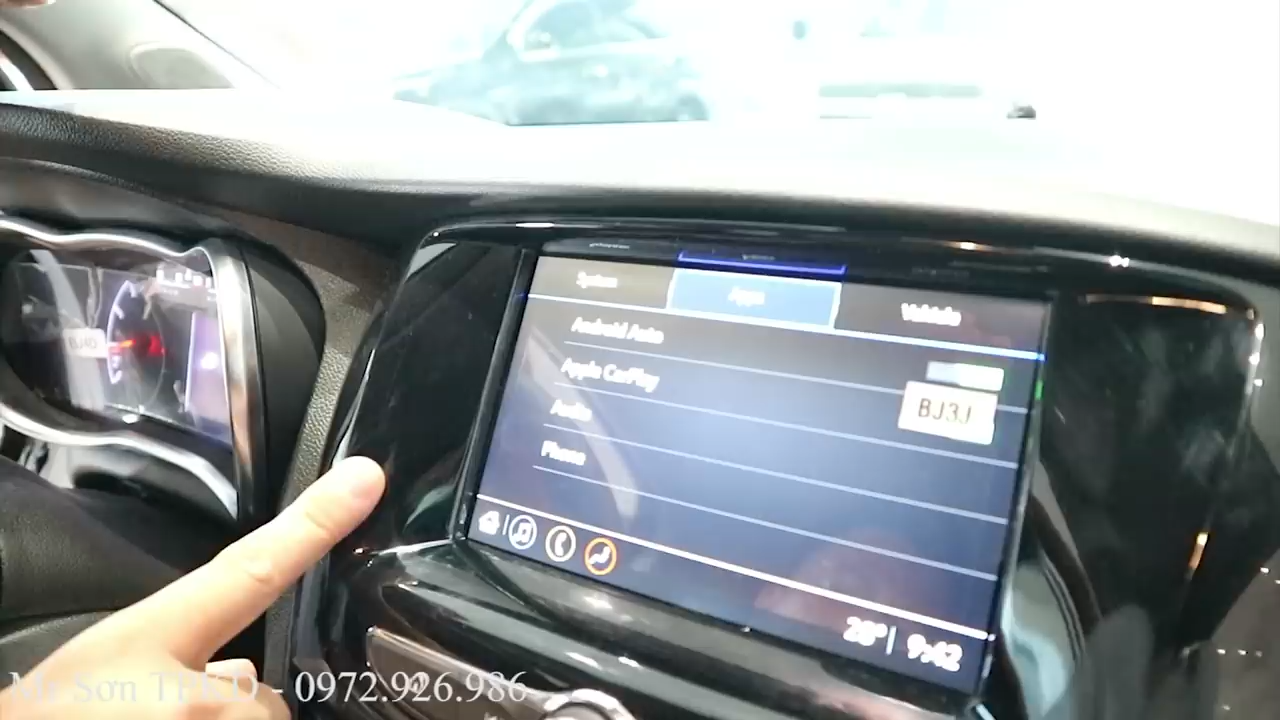 System
Apps
Vehicle
Android Auto
Apple CarPlay
BJ3J
BJ4D
Audio
Phone
28° | 9:42
Mr Sơn TPKD - 0972.926.986